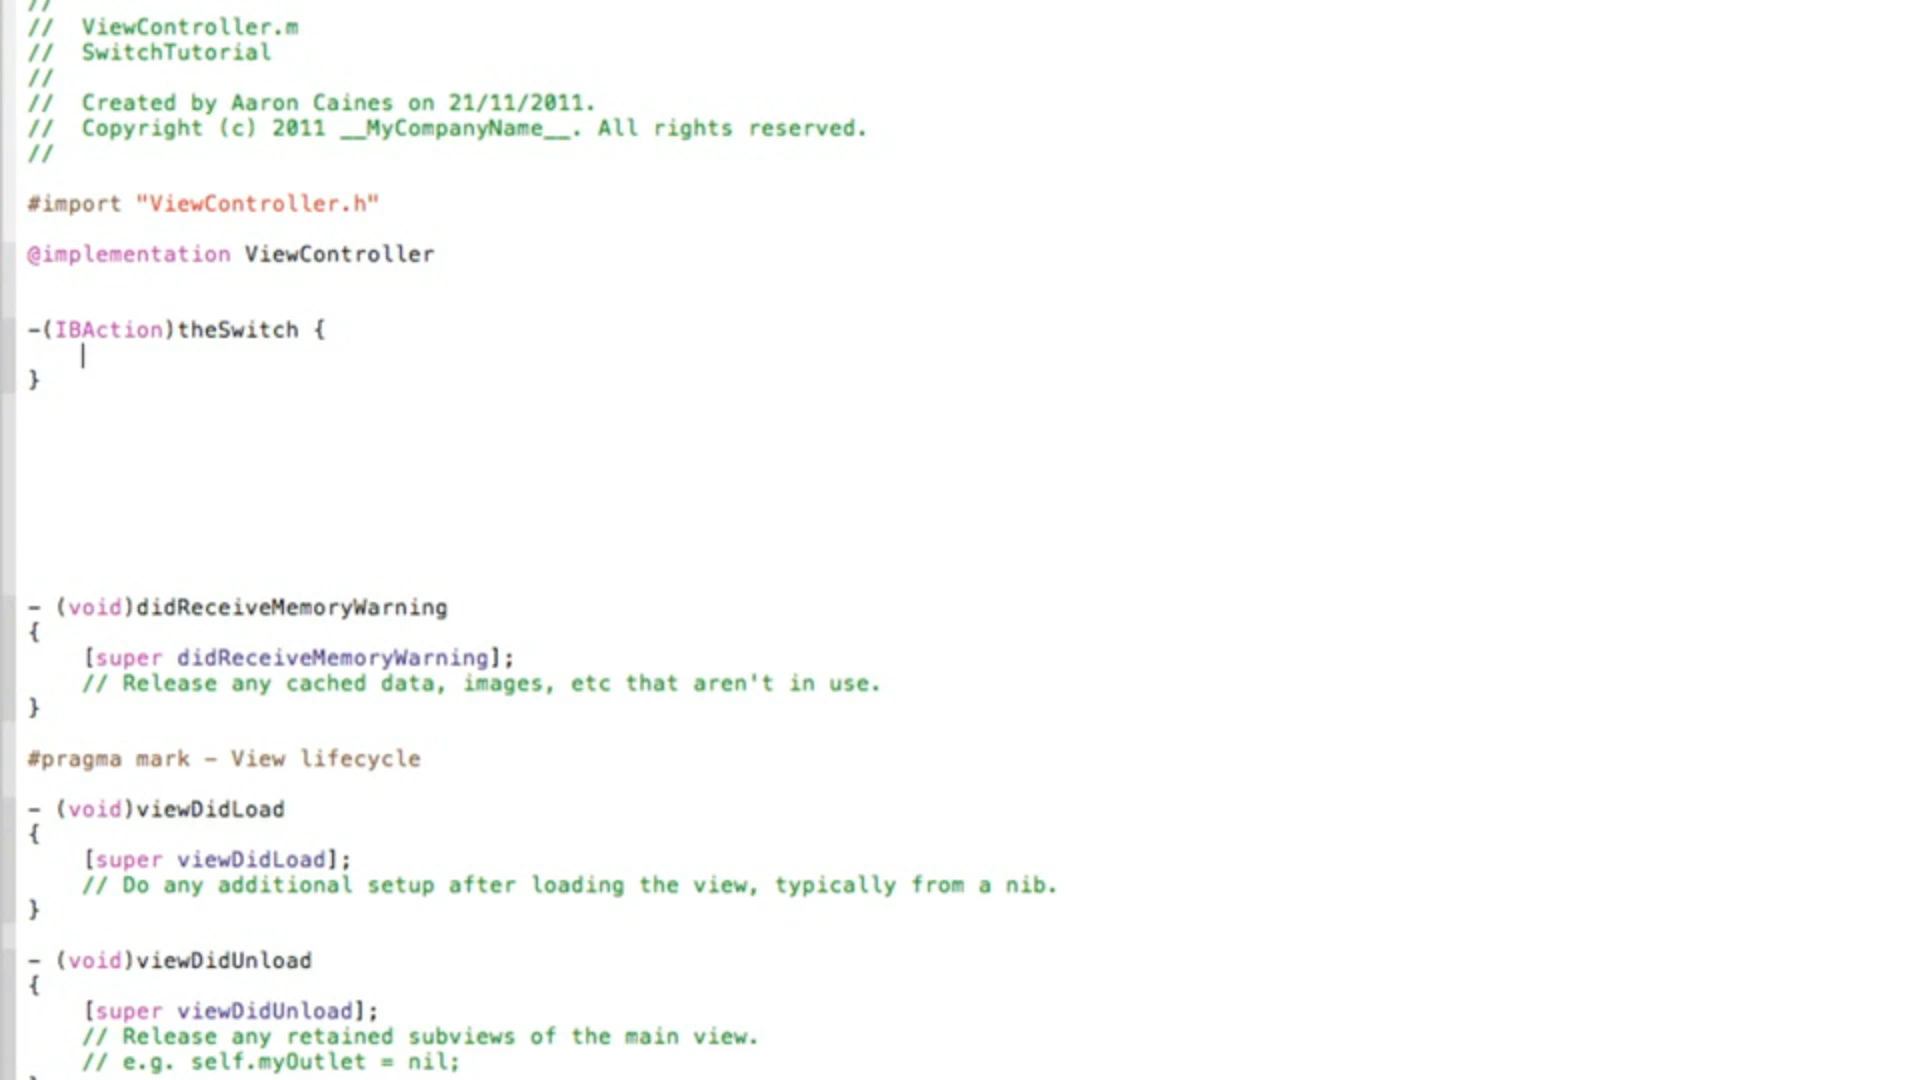 //
//  ViewController.m
//  SwitchTutorial
//
//  Created by Aaron Caines on 21/11/2011.
//  Copyright (c) 2011 __MyCompanyName__. All rights reserved.
//
#import "ViewController.h"
@implementation ViewController
-(IBAction)theSwitch {
}
- (void)didReceiveMemoryWarning
{
    [super didReceiveMemoryWarning];
    // Release any cached data, images, etc that aren't in use.
}
#pragma mark - View lifecycle
- (void)viewDidLoad
{
    [super viewDidLoad];
    // Do any additional setup after loading the view, typically from a nib.
}
- (void)viewDidUnload
{
    [super viewDidUnload];
    // Release any retained subviews of the main view.
    // e.g. self.myOutlet = nil;